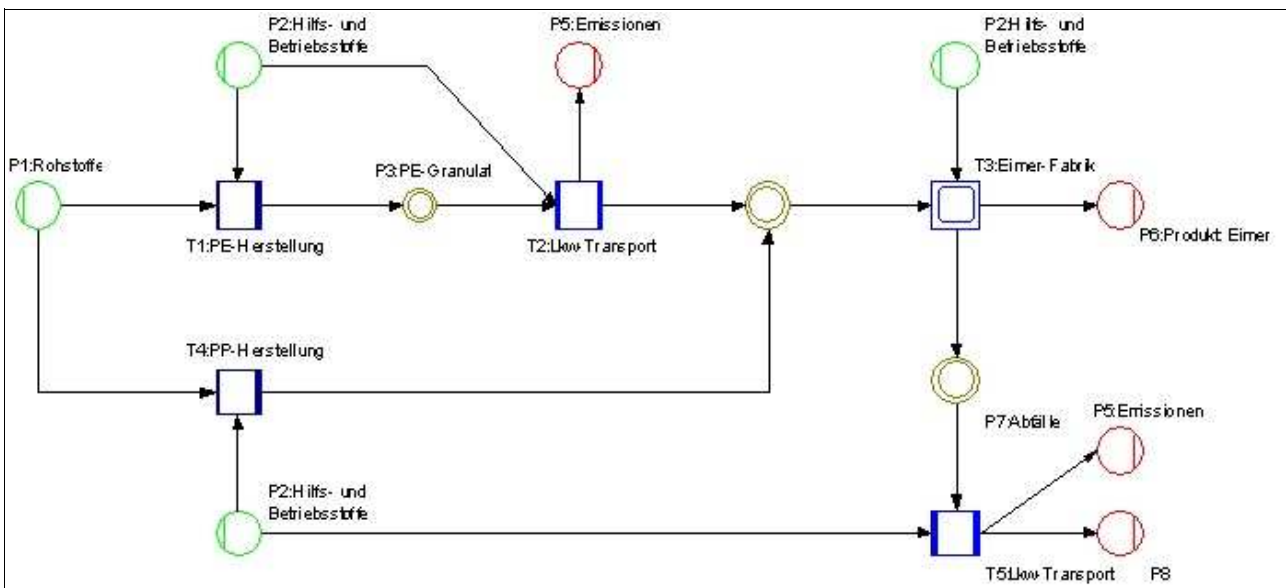 P2:Hilfs- und
Betriebsstoffe
P5:Emissionen
P2:Hilfs- und
Betriebsstoffe
P1:Rohstoffe
P3:PE-Granulat
T3:Eimer-Fabrik
T1:PE-Herstellung
T2:Lkw-Transport
P6:Produkt: Eimer
T4:PP-Herstellung
P7:Abfälle
P5:Emissionen
P2:Hilfs- und
Betriebsstoffe
T5:Lkw-Transport
P8